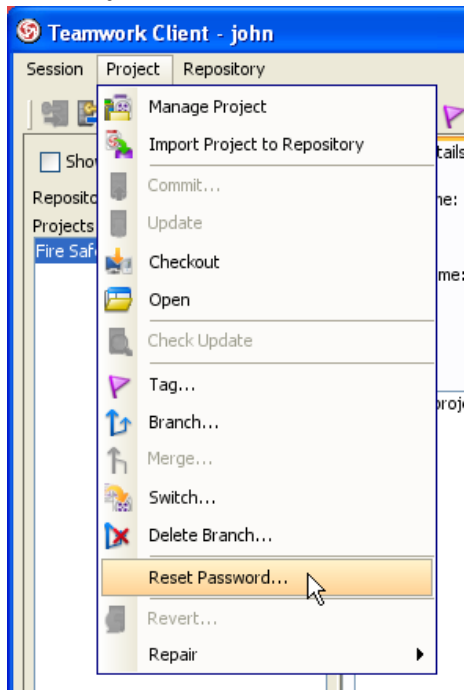 Teamwork Client - john
Session Project Repository
Manage Project
Import Project to Repository
Commit...
Update
Checkout
Open
Check Update
Tag...
Branch...
Merge...
Switch...
Delete Branch...
Reset Password...
Revert...
Repair
Projects